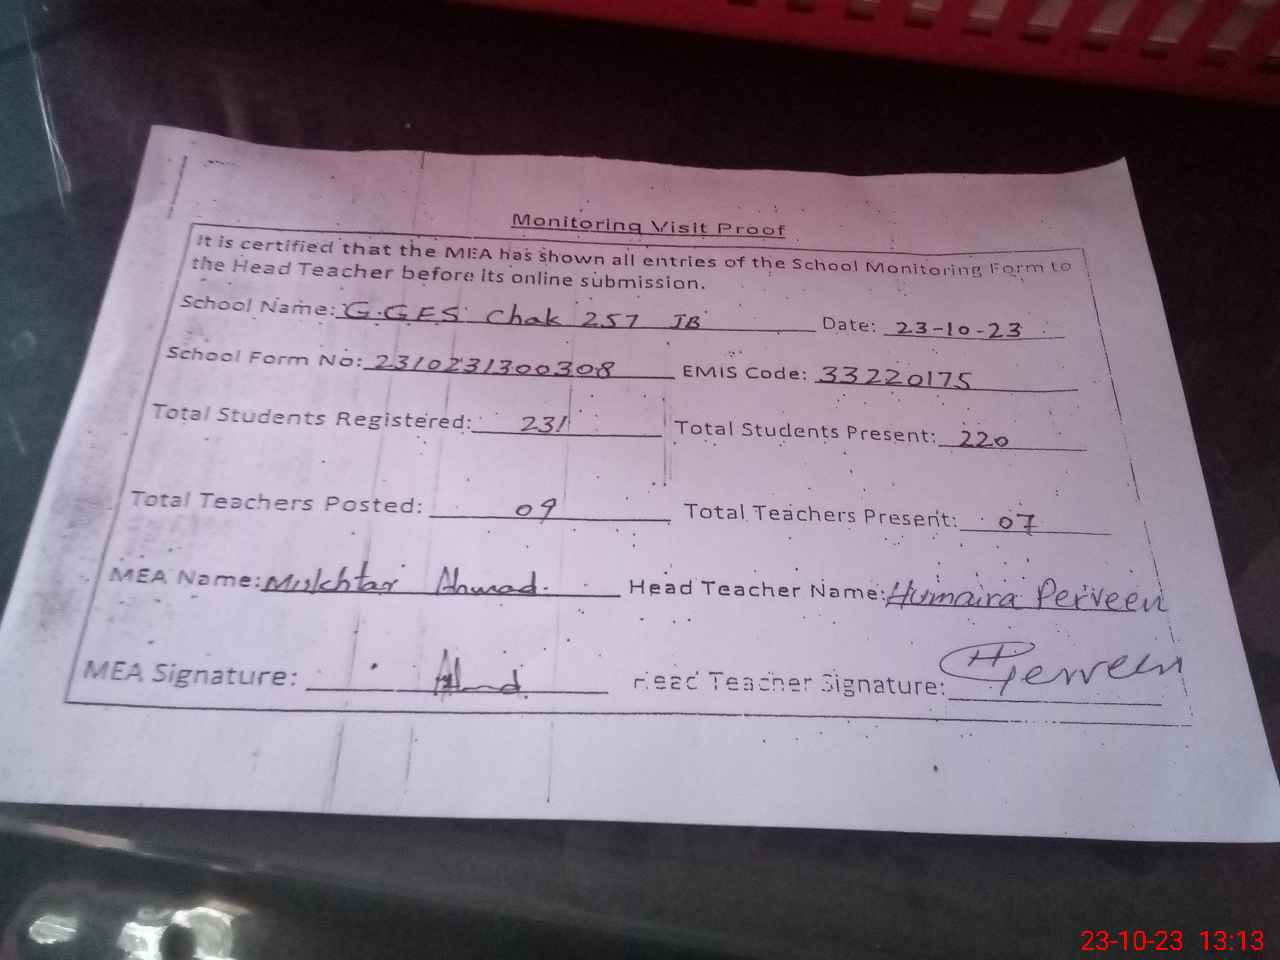 Monitoring Visit Proof
It is certified that the MEA has shown all entries of the School Monitoring Form to
the Head Teacher before its online submission.
School Name: G.GES Chak 257 JB Date: 23-10-23
School Form No: 2310231300308 EMIS Code: 33220175
Total Students Registered: 231 Total Students Present: 220
Total Teachers Posted: 09 Total Teachers Present: 07
MEA Name: Mukhtar Ahmad. Head Teacher Name: Humaira Perveen
MEA Signature: Ahmd Head Teacher Signature: HPerveen
23-10-23 13:13